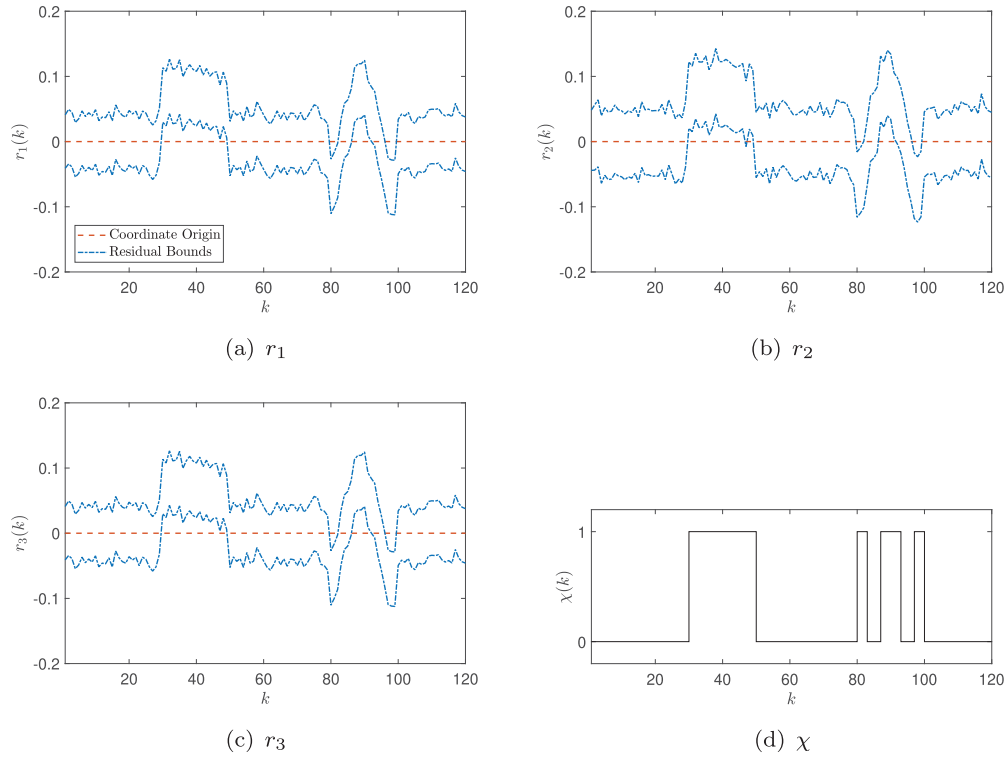 0.2
0.1
0
-0.1
-0.2
r₁(k)
Coordinate Origin
Residual Bounds
20 40 60 80 100 120
k
(a) r₁
0.2
0.1
0
-0.1
-0.2
r₂(k)
20 40 60 80 100 120
k
(b) r₂
0.2
0.1
0
-0.1
-0.2
r₃(k)
20 40 60 80 100 120
k
(c) r₃
1
0
χ(k)
20 40 60 80 100 120
k
(d) χ